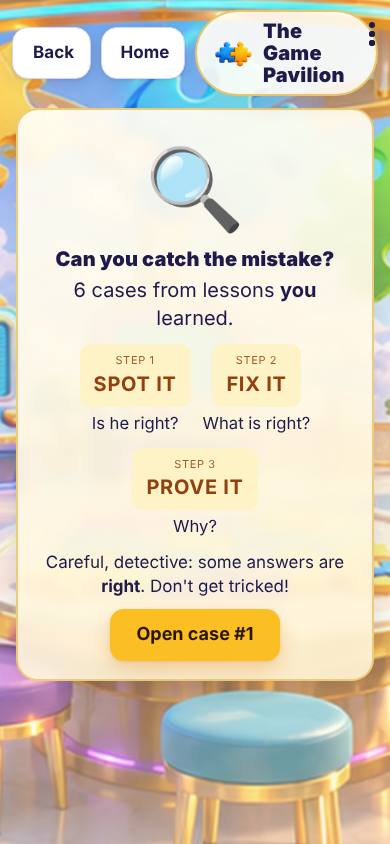 Back
Home
The
Game
Pavilion
Can you catch the mistake?
6 cases from lessons you
learned.
STEP 1
SPOT IT
Is he right?
STEP 2
FIX IT
What is right?
STEP 3
PROVE IT
Why?
Careful, detective: some answers are
right. Don't get tricked!
Open case #1